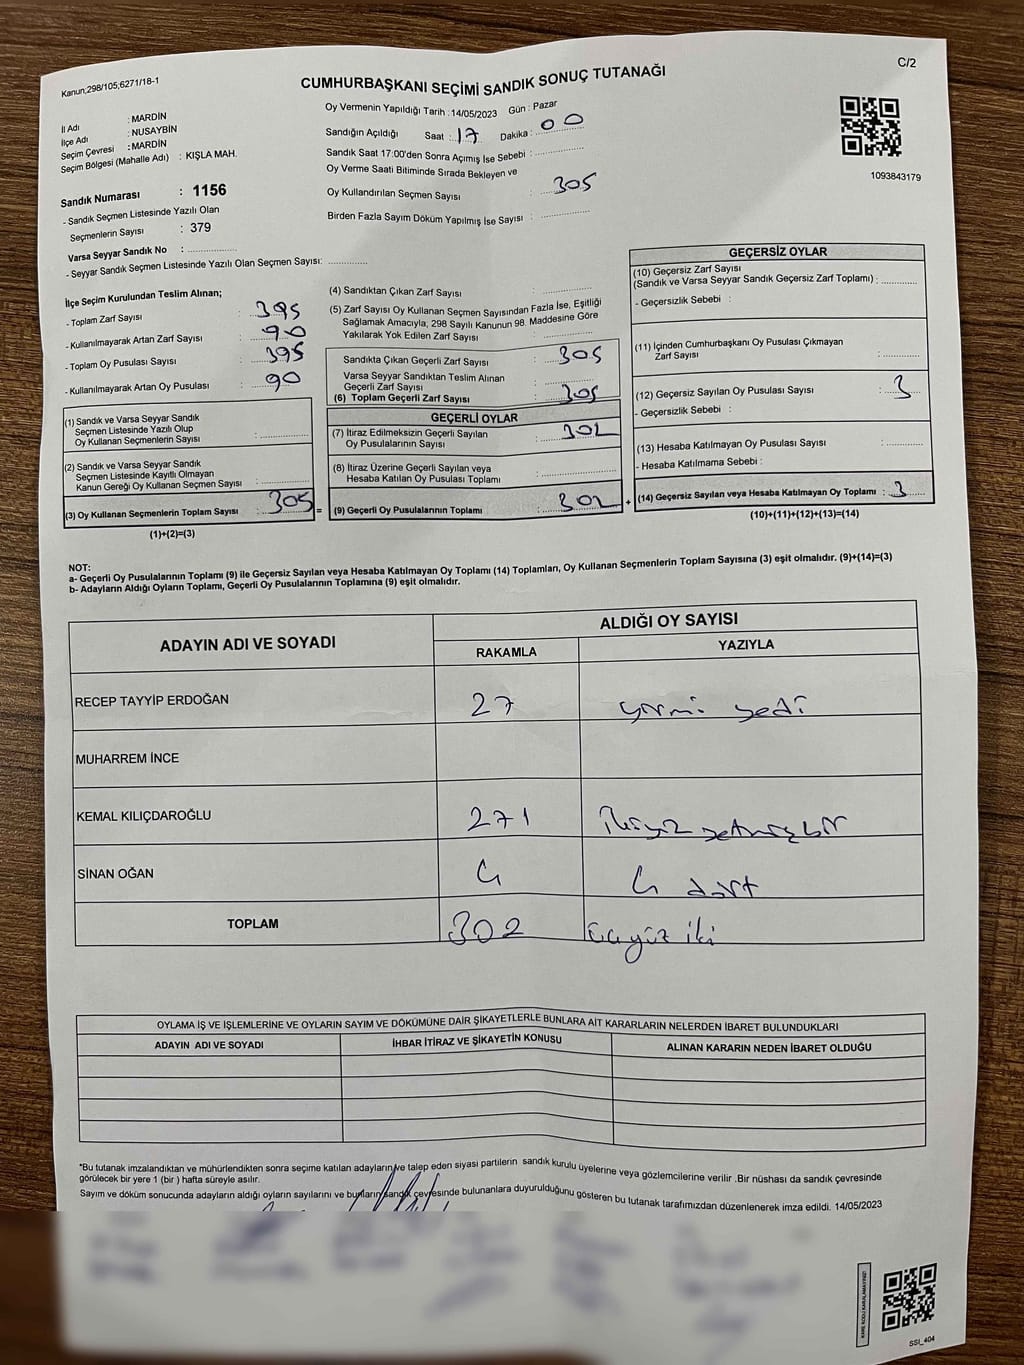 Kanun;298/105;6271/18-1
CUMHURBAŞKANI SEÇİMİ SANDIK SONUÇ TUTANAĞI
C/2
İl Adı : MARDİN
İlçe Adı : NUSAYBİN
Seçim Çevresi : MARDİN
Seçim Bölgesi (Mahalle Adı) : KIŞLA MAH.
Sandık Numarası : 1156
- Sandık Seçmen Listesinde Yazılı Olan
Seçmenlerin Sayısı : 379
Varsa Seyyar Sandık No : ....................
- Seyyar Sandık Seçmen Listesinde Yazılı Olan Seçmen Sayısı: ................
Oy Vermenin Yapıldığı Tarih : 14/05/2023 Gün : Pazar
Sandığın Açıldığı Saat : 17 Dakika : 00
Sandık Saat 17:00'den Sonra Açımış İse Sebebi : ....................
Oy Verme Saati Bitiminde Sırada Bekleyen ve
Oy Kullandırılan Seçmen Sayısı : 305
Birden Fazla Sayım Döküm Yapılmış İse Sayısı : ....................
1093843179
İlçe Seçim Kurulundan Teslim Alınan;
- Toplam Zarf Sayısı : 395
- Kullanılmayarak Artan Zarf Sayısı : 90
- Toplam Oy Pusulası Sayısı : 395
- Kullanılmayarak Artan Oy Pusulası : 90
(1) Sandık ve Varsa Seyyar Sandık
Seçmen Listesinde Yazılı Olup
Oy Kullanan Seçmenlerin Sayısı : ................
(2) Sandık ve Varsa Seyyar Sandık
Seçmen Listesinde Kayıtlı Olmayan
Kanun Gereği Oy Kullanan Seçmen Sayısı : ................
(3) Oy Kullanan Seçmenlerin Toplam Sayısı : 305 =
(1)+(2)=(3)
(4) Sandıktan Çıkan Zarf Sayısı : ....................
(5) Zarf Sayısı Oy Kullanan Seçmen Sayısından Fazla İse, Eşitliği
Sağlamak Amacıyla; 298 Sayılı Kanunun 98. Maddesine Göre
Yakılarak Yok Edilen Zarf Sayısı : ....................
Sandıkta Çıkan Geçerli Zarf Sayısı : 305
Varsa Seyyar Sandıktan Teslim Alınan
Geçerli Zarf Sayısı : ....................
(6) Toplam Geçerli Zarf Sayısı : 305
GEÇERLİ OYLAR
(7) İtiraz Edilmeksizin Geçerli Sayılan
Oy Pusulalarının Sayısı : 302
(8) İtiraz Üzerine Geçerli Sayılan veya
Hesaba Katılan Oy Pusulası Toplamı : ....................
(9) Geçerli Oy Pusulalarının Toplamı : 302 +
GEÇERSİZ OYLAR
(10) Geçersiz Zarf Sayısı
(Sandık ve Varsa Seyyar Sandık Geçersiz Zarf Toplamı) : ............
- Geçersizlik Sebebi :
(11) İçinden Cumhurbaşkanı Oy Pusulası Çıkmayan
Zarf Sayısı : ............
(12) Geçersiz Sayılan Oy Pusulası Sayısı : 3
- Geçersizlik Sebebi :
(13) Hesaba Katılmayan Oy Pusulası Sayısı : ............
- Hesaba Katılmama Sebebi :
(14) Geçersiz Sayılan veya Hesaba Katılmayan Oy Toplamı : 3
(10)+(11)+(12)+(13)=(14)
NOT:
a- Geçerli Oy Pusulalarının Toplamı (9) ile Geçersiz Sayılan veya Hesaba Katılmayan Oy Toplamı (14) Toplamları, Oy Kullanan Seçmenlerin Toplam Sayısına (3) eşit olmalıdır. (9)+(14)=(3)
b- Adayların Aldığı Oyların Toplamı, Geçerli Oy Pusulalarının Toplamına (9) eşit olmalıdır.
ADAYIN ADI VE SOYADI
ALDIĞI OY SAYISI
RAKAMLA YAZIYLA
RECEP TAYYİP ERDOĞAN 27 yirmi yedi
MUHARREM İNCE
KEMAL KILIÇDAROĞLU 271 ikiyüz yetmiş bir
SİNAN OĞAN 4 4 dört
TOPLAM 302 üçyüz iki
OYLAMA İŞ VE İŞLEMLERİNE VE OYLARIN SAYIM VE DÖKÜMÜNE DAİR ŞİKAYETLERLE BUNLARA AİT KARARLARIN NELERDEN İBARET BULUNDUKLARI
ADAYIN ADI VE SOYADI İHBAR İTİRAZ VE ŞİKAYETİN KONUSU ALINAN KARARIN NEDEN İBARET OLDUĞU
*Bu tutanak imzalandıktan ve mühürlendikten sonra seçime katılan adayların ve talep eden siyasi partilerin sandık kurulu üyelerine veya gözlemcilerine verilir .Bir nüshası da sandık çevresinde
görülecek bir yere 1 (bir ) hafta süreyle asılır.
Sayım ve döküm sonucunda adayların aldığı oyların sayılarını ve bunların sandık çevresinde bulunanlara duyurulduğunu gösteren bu tutanak tarafımızdan düzenlenerek imza edildi. 14/05/2023
KARE KODU KARALAMAYINIZ!
SSI_404